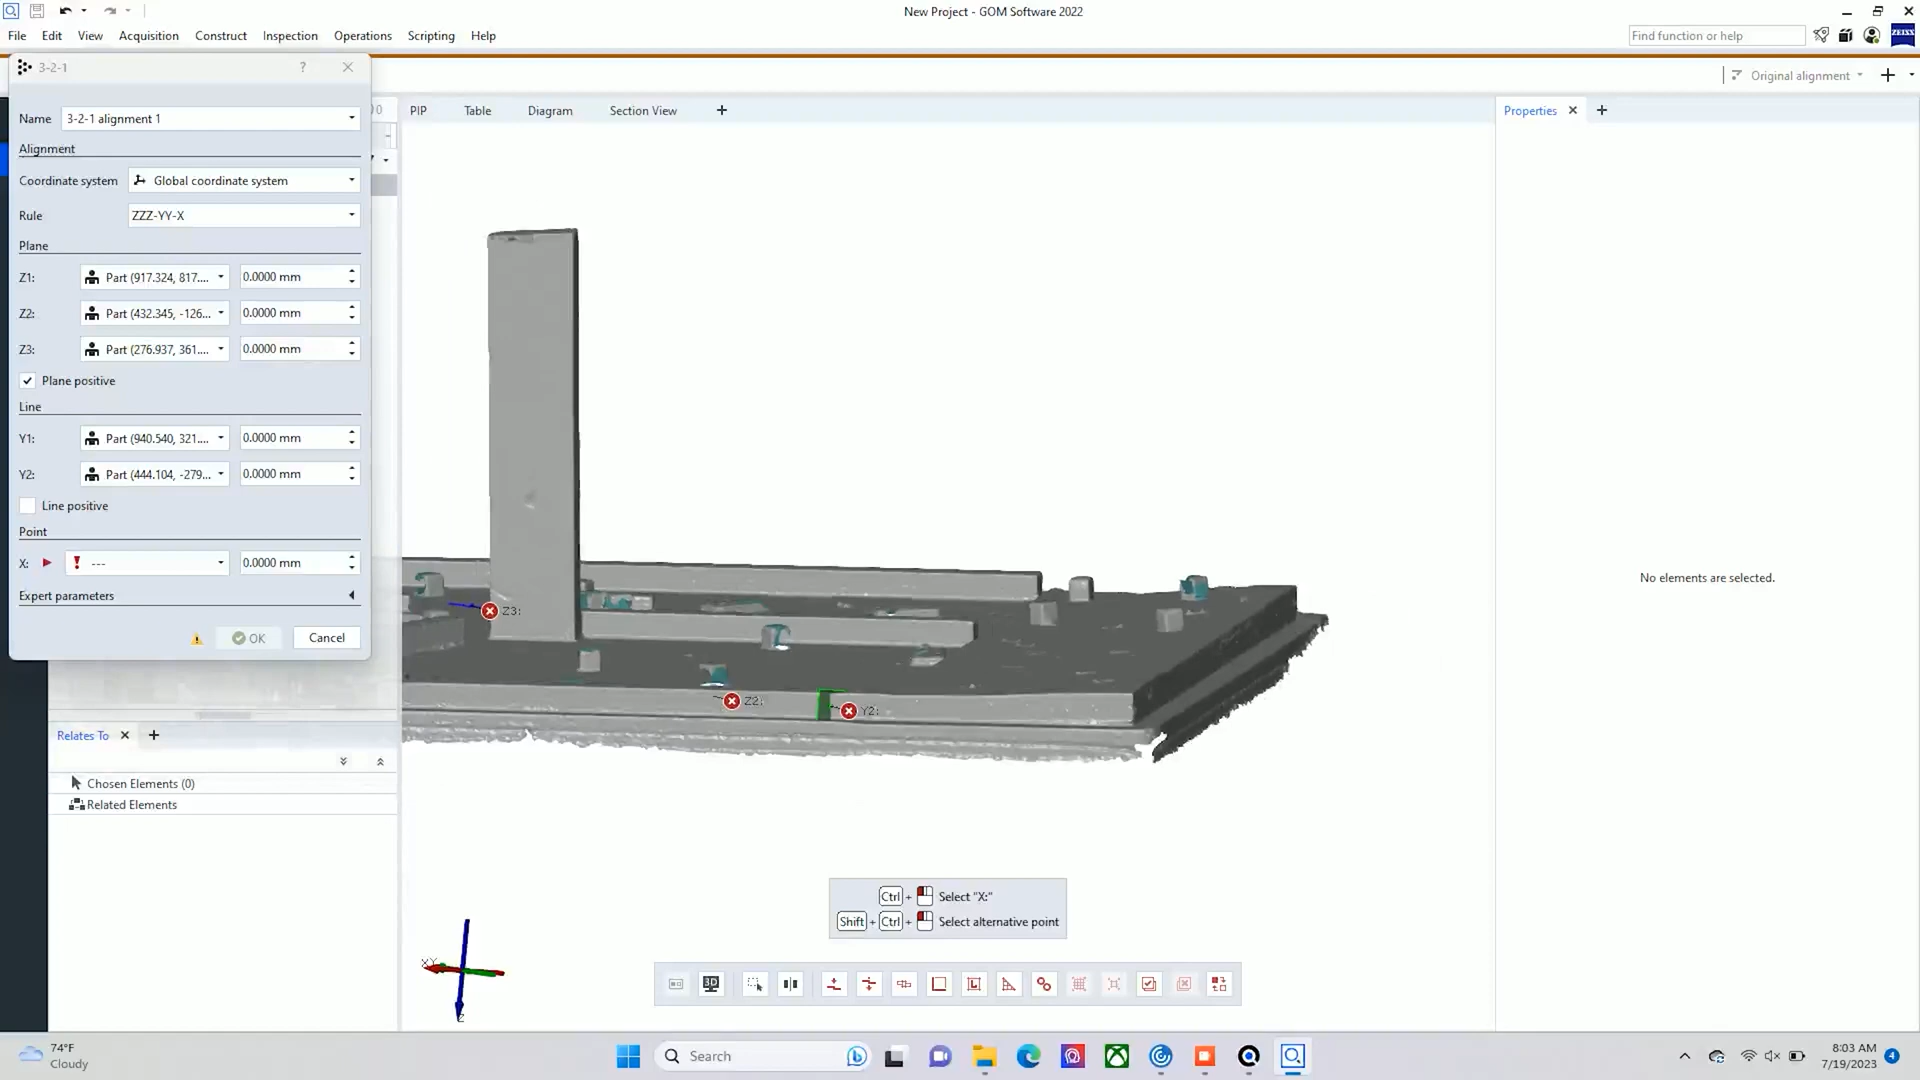 New Project - GOM Software 2022
File Edit View Acquisition Construct Inspection Operations Scripting Help
Find function or help
ZEISS
3-2-1
?
Original alignment
Name 3-2-1 alignment 1
PIP Table Diagram Section View
Properties
Alignment
Coordinate system Global coordinate system
Rule ZZZ-YY-X
Plane
Z1: Part (917.324, 817.... 0.0000 mm
Z2: Part (432.345, -126... 0.0000 mm
Z3: Part (276.937, 361.... 0.0000 mm
Plane positive
Line
Y1: Part (940.540, 321.... 0.0000 mm
Y2: Part (444.104, -279... 0.0000 mm
Line positive
Point
X: --- 0.0000 mm
Expert parameters
OK Cancel
Z3:
Z2:
Y2:
No elements are selected.
Relates To
Chosen Elements (0)
Related Elements
Ctrl + Select "X:"
Shift + Ctrl + Select alternative point
X Y
Z
3D
74°F
Cloudy
Search
8:03 AM
7/19/2023
4